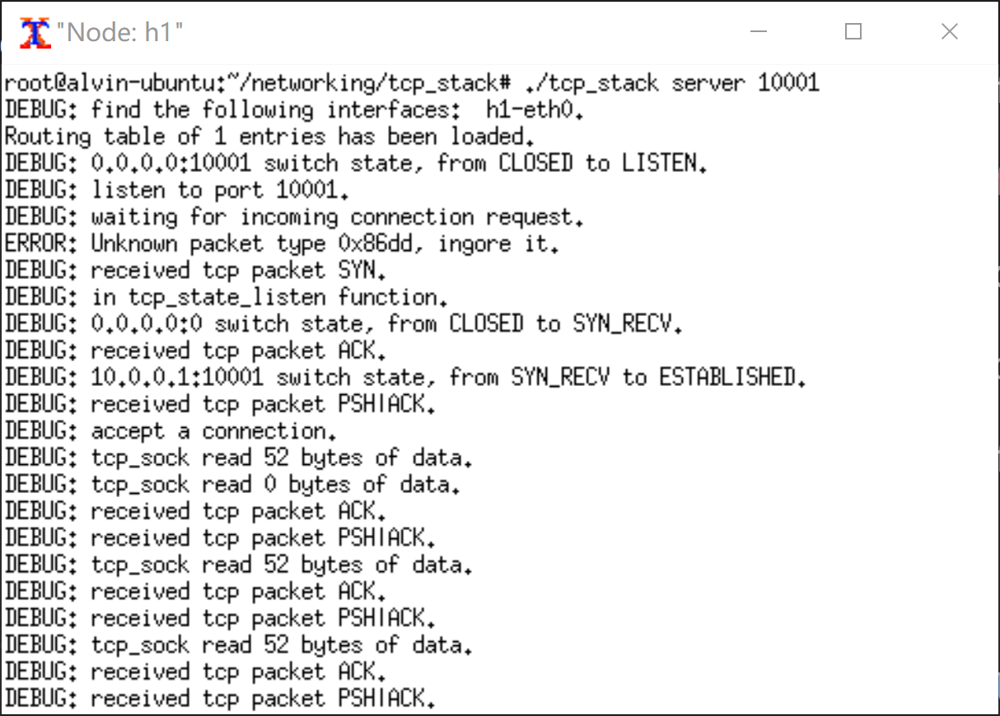 "Node: h1"
root@alvin-ubuntu:~/networking/tcp_stack# ./tcp_stack server 10001
DEBUG: find the following interfaces:  h1-eth0.
Routing table of 1 entries has been loaded.
DEBUG: 0.0.0.0:10001 switch state, from CLOSED to LISTEN.
DEBUG: listen to port 10001.
DEBUG: waiting for incoming connection request.
ERROR: Unknown packet type 0x86dd, ingore it.
DEBUG: received tcp packet SYN.
DEBUG: in tcp_state_listen function.
DEBUG: 0.0.0.0:0 switch state, from CLOSED to SYN_RECV.
DEBUG: received tcp packet ACK.
DEBUG: 10.0.0.1:10001 switch state, from SYN_RECV to ESTABLISHED.
DEBUG: received tcp packet PSH|ACK.
DEBUG: accept a connection.
DEBUG: tcp_sock read 52 bytes of data.
DEBUG: tcp_sock read 0 bytes of data.
DEBUG: received tcp packet ACK.
DEBUG: received tcp packet PSH|ACK.
DEBUG: tcp_sock read 52 bytes of data.
DEBUG: received tcp packet ACK.
DEBUG: received tcp packet PSH|ACK.
DEBUG: tcp_sock read 52 bytes of data.
DEBUG: received tcp packet ACK.
DEBUG: received tcp packet PSH|ACK.